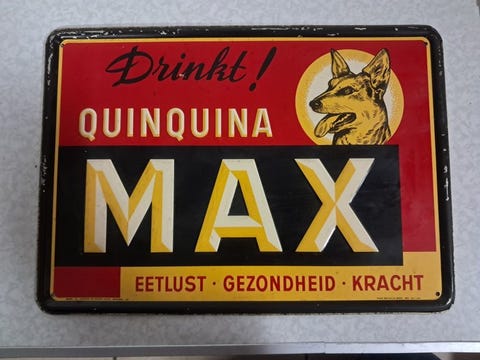 Drinkt!
QUINQUINA
MAX
EETLUST · GEZONDHEID · KRACHT